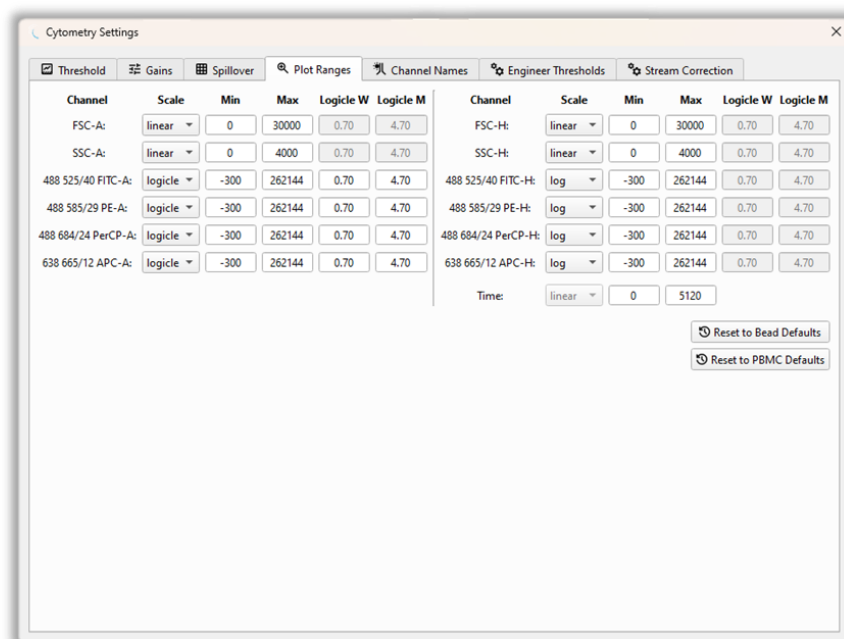 Cytometry Settings
Threshold Gains Spillover Plot Ranges Channel Names Engineer Thresholds Stream Correction
Channel Scale Min Max Logicle W Logicle M Channel Scale Min Max Logicle W Logicle M
FSC-A: linear 0 30000 0.70 4.70 FSC-H: linear 0 30000 0.70 4.70
SSC-A: linear 0 4000 0.70 4.70 SSC-H: linear 0 4000 0.70 4.70
488 525/40 FITC-A: logicle -300 262144 0.70 4.70 488 525/40 FITC-H: log -300 262144 0.70 4.70
488 585/29 PE-A: logicle -300 262144 0.70 4.70 488 585/29 PE-H: log -300 262144 0.70 4.70
488 684/24 PerCP-A: logicle -300 262144 0.70 4.70 488 684/24 PerCP-H: log -300 262144 0.70 4.70
638 665/12 APC-A: logicle -300 262144 0.70 4.70 638 665/12 APC-H: log -300 262144 0.70 4.70
Time: linear 0 5120
Reset to Bead Defaults
Reset to PBMC Defaults